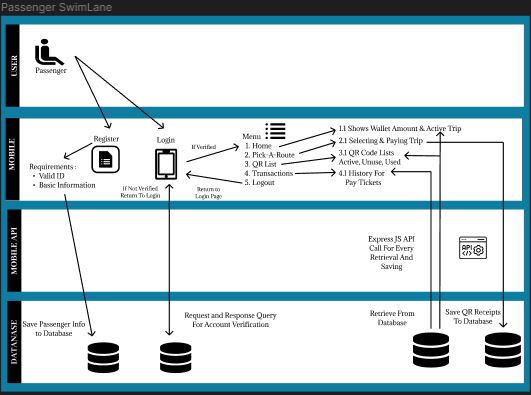 Passenger SwimLane
USER
Passenger
MOBILE
Register
Login
Requirements :
• Valid ID
• Basic Information
If Not Verified
Return To Login
If Verified
Return to
Login Page
Menu
1. Home
2. Pick-A-Route
3. QR List
4. Transactions
5. Logout
1.1 Shows Wallet Amount & Active Trip
2.1 Selecting & Paying Trip
3.1 QR Code Lists
Active, Unuse, Used
4.1 History For
Pay Tickets
MOBILE API
Express JS API
Call For Every
Retrieval And
Saving
API
DATANASE
Save Passenger Info
to Database
Request and Response Query
For Account Verification
Retrieve From
Database
Save QR Receipts
To Database